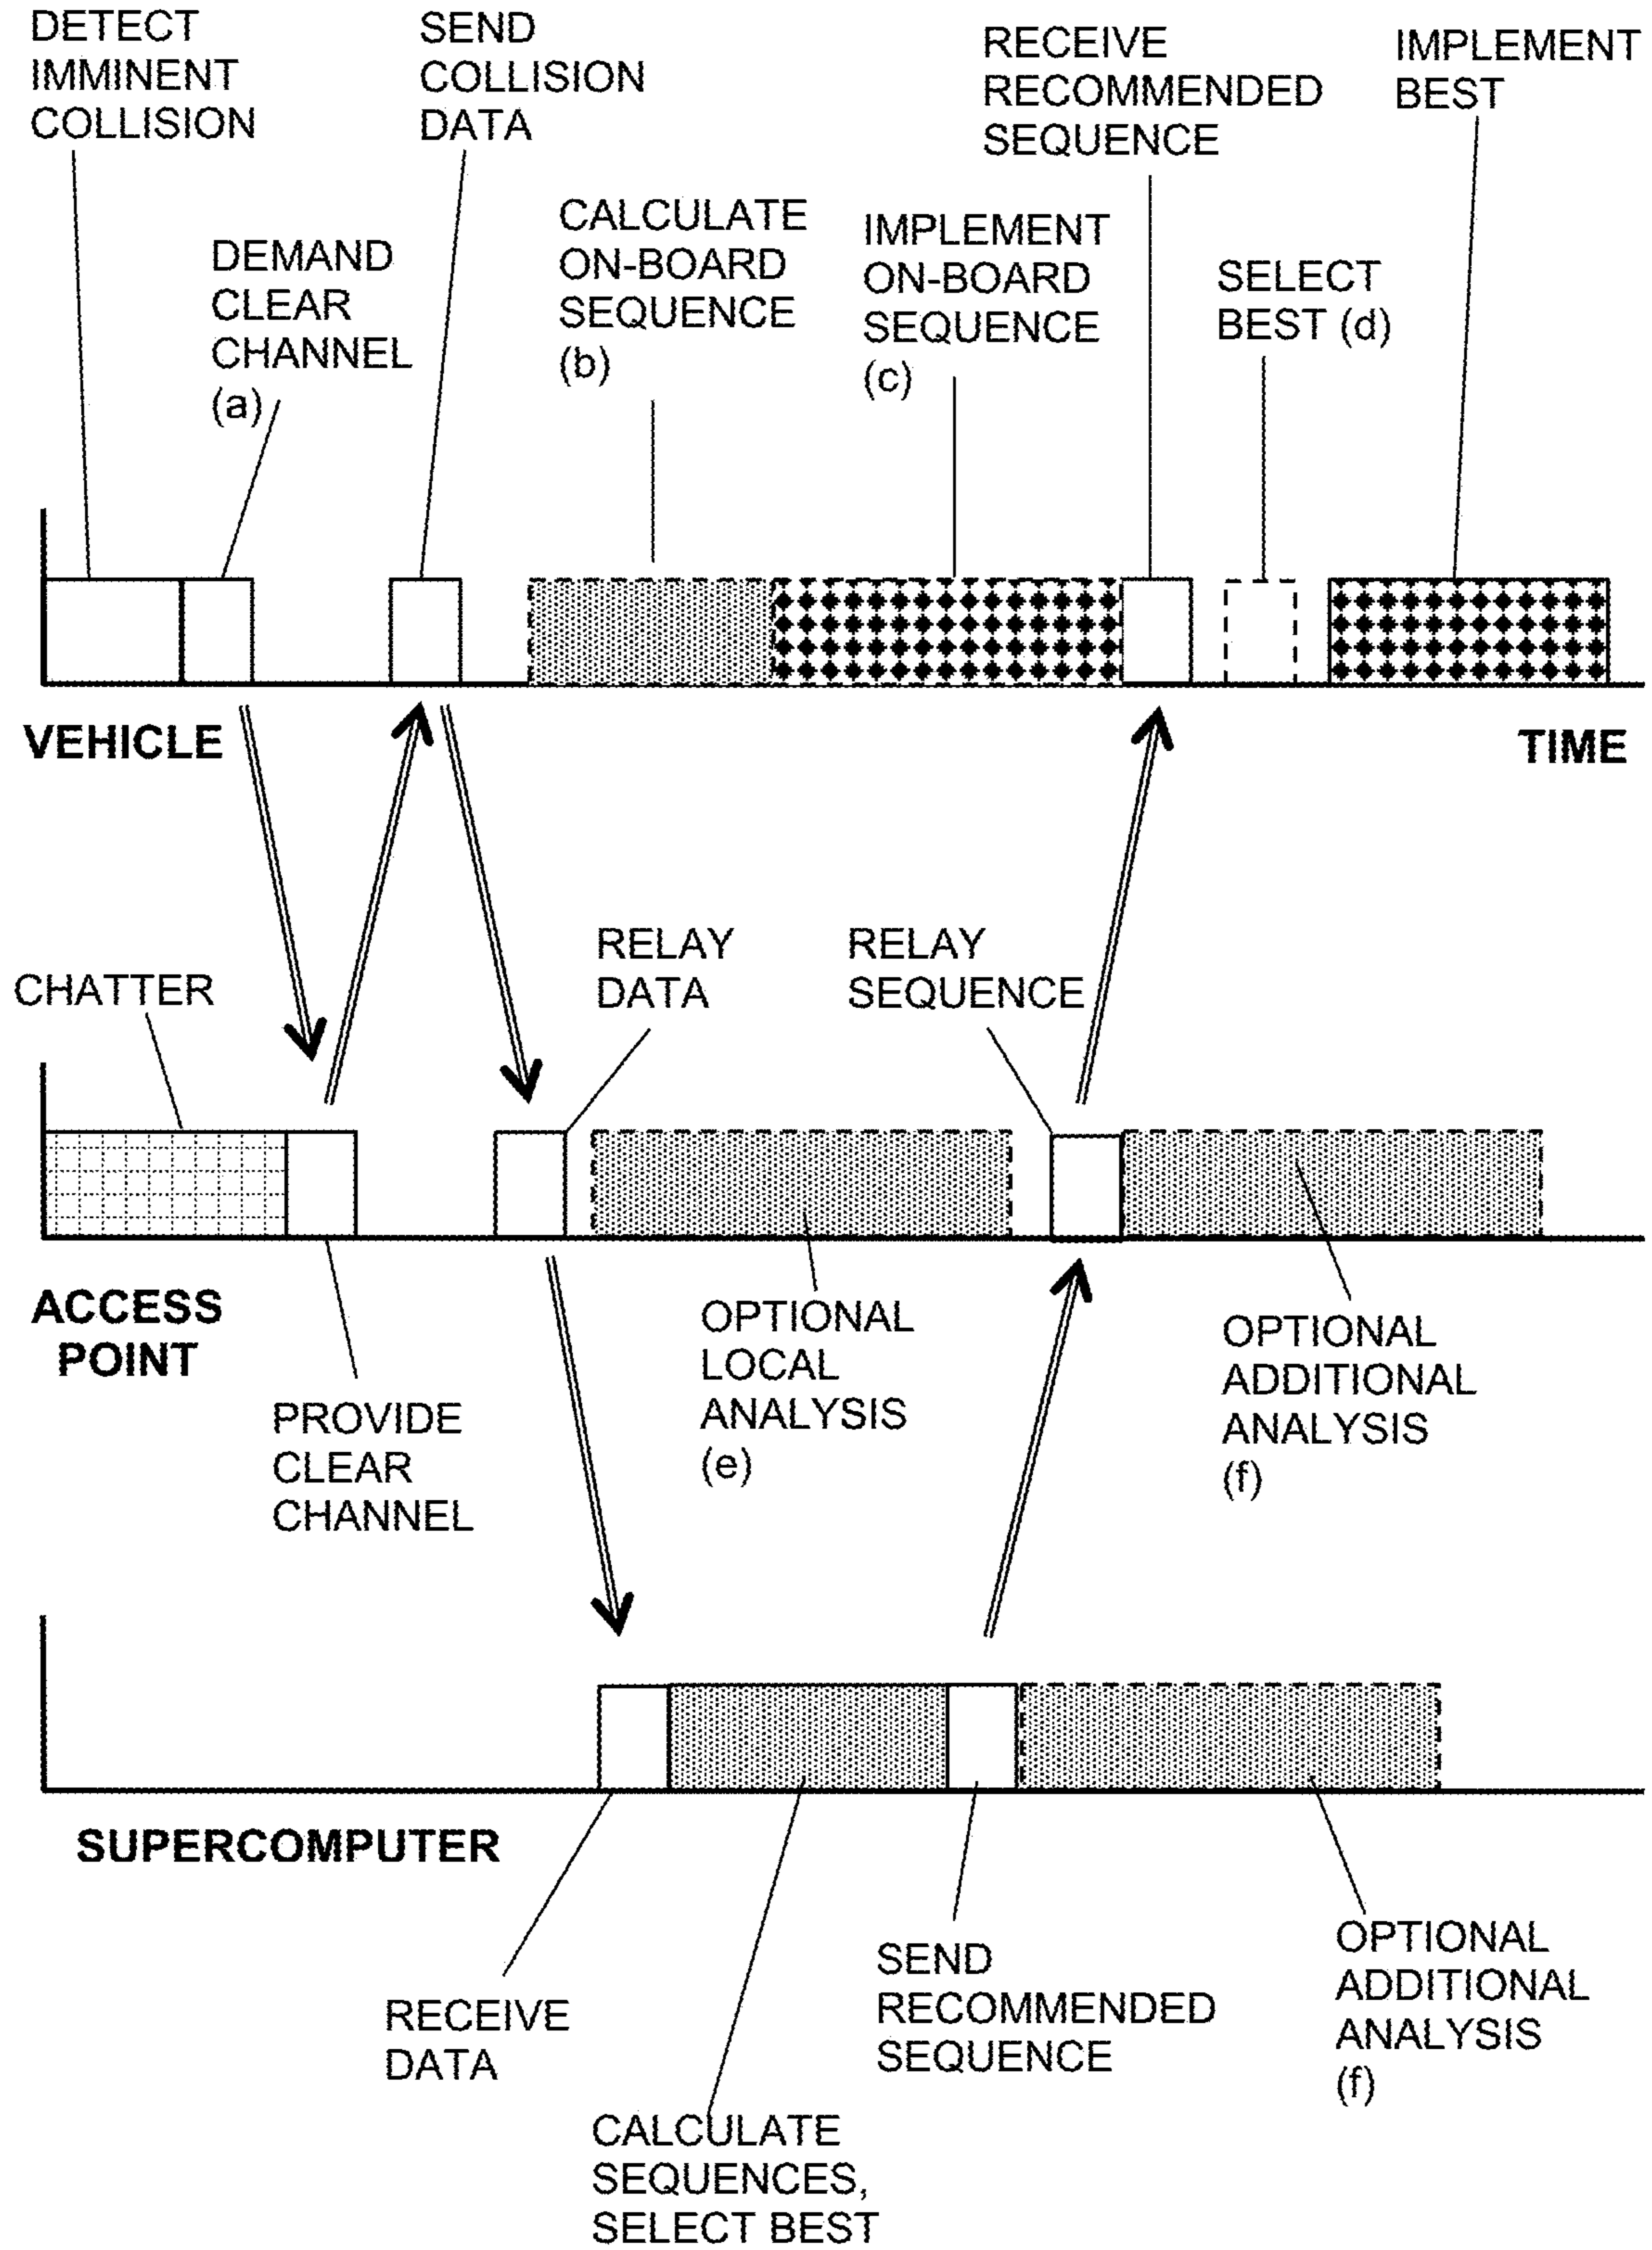 DETECT
IMMINENT
COLLISION
SEND
COLLISION
DATA
RECEIVE
RECOMMENDED
SEQUENCE
IMPLEMENT
BEST
DEMAND
CLEAR
CHANNEL
(a)
CALCULATE
ON-BOARD
SEQUENCE
(b)
IMPLEMENT
ON-BOARD
SEQUENCE
(c)
SELECT
BEST (d)
VEHICLE
TIME
CHATTER
RELAY
DATA
RELAY
SEQUENCE
ACCESS
POINT
PROVIDE
CLEAR
CHANNEL
OPTIONAL
LOCAL
ANALYSIS
(e)
OPTIONAL
ADDITIONAL
ANALYSIS
(f)
SUPERCOMPUTER
RECEIVE
DATA
CALCULATE
SEQUENCES,
SELECT BEST
SEND
RECOMMENDED
SEQUENCE
OPTIONAL
ADDITIONAL
ANALYSIS
(f)